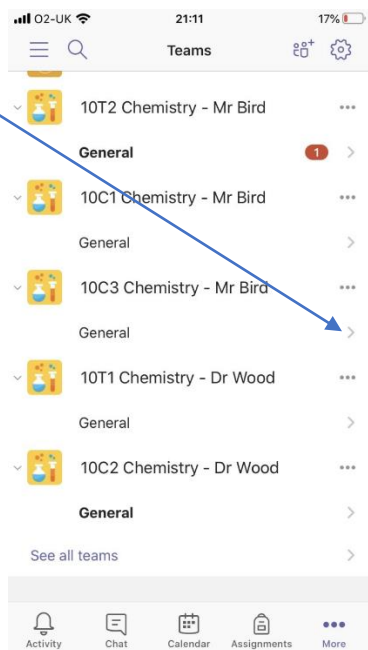 O2-UK 21:11 17%
Teams
10T2 Chemistry - Mr Bird
General 1
10C1 Chemistry - Mr Bird
General
10C3 Chemistry - Mr Bird
General
10T1 Chemistry - Dr Wood
General
10C2 Chemistry - Dr Wood
General
See all teams
Activity Chat Calendar Assignments More